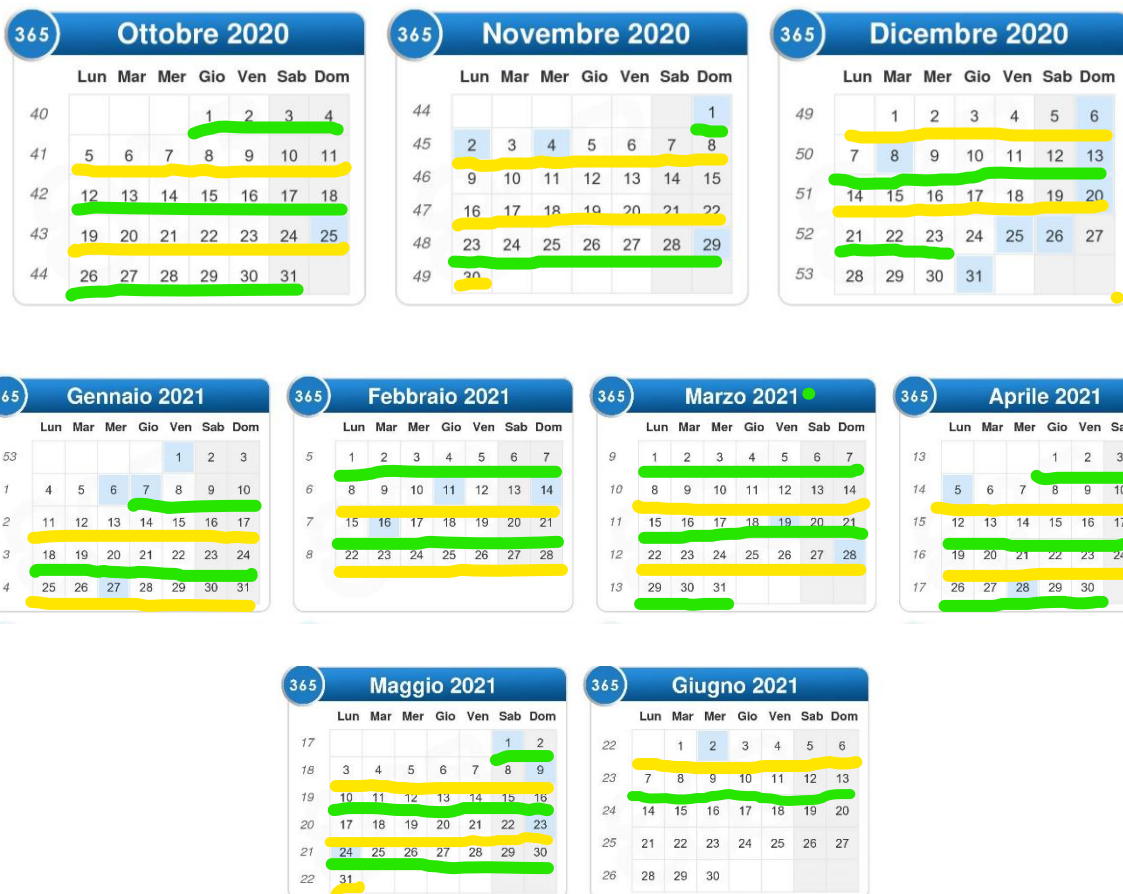 365 Ottobre 2020
Lun Mar Mer Gio Ven Sab Dom
40 1 2 3 4
41 5 6 7 8 9 10 11
42 12 13 14 15 16 17 18
43 19 20 21 22 23 24 25
44 26 27 28 29 30 31
365 Novembre 2020
Lun Mar Mer Gio Ven Sab Dom
44 1
45 2 3 4 5 6 7 8
46 9 10 11 12 13 14 15
47 16 17 18 19 20 21 22
48 23 24 25 26 27 28 29
49 30
365 Dicembre 2020
Lun Mar Mer Gio Ven Sab Dom
49 1 2 3 4 5 6
50 7 8 9 10 11 12 13
51 14 15 16 17 18 19 20
52 21 22 23 24 25 26 27
53 28 29 30 31
65 Gennaio 2021
Lun Mar Mer Gio Ven Sab Dom
53 1 2 3
1 4 5 6 7 8 9 10
2 11 12 13 14 15 16 17
3 18 19 20 21 22 23 24
4 25 26 27 28 29 30 31
365 Febbraio 2021
Lun Mar Mer Gio Ven Sab Dom
5 1 2 3 4 5 6 7
6 8 9 10 11 12 13 14
7 15 16 17 18 19 20 21
8 22 23 24 25 26 27 28
365 Marzo 2021
Lun Mar Mer Gio Ven Sab Dom
9 1 2 3 4 5 6 7
10 8 9 10 11 12 13 14
11 15 16 17 18 19 20 21
12 22 23 24 25 26 27 28
13 29 30 31
365 Aprile 2021
Lun Mar Mer Gio Ven Sa
13 1 2 3
14 5 6 7 8 9 10
15 12 13 14 15 16 17
16 19 20 21 22 23 24
17 26 27 28 29 30
365 Maggio 2021
Lun Mar Mer Gio Ven Sab Dom
17 1 2
18 3 4 5 6 7 8 9
19 10 11 12 13 14 15 16
20 17 18 19 20 21 22 23
21 24 25 26 27 28 29 30
22 31
365 Giugno 2021
Lun Mar Mer Gio Ven Sab Dom
22 1 2 3 4 5 6
23 7 8 9 10 11 12 13
24 14 15 16 17 18 19 20
25 21 22 23 24 25 26 27
26 28 29 30